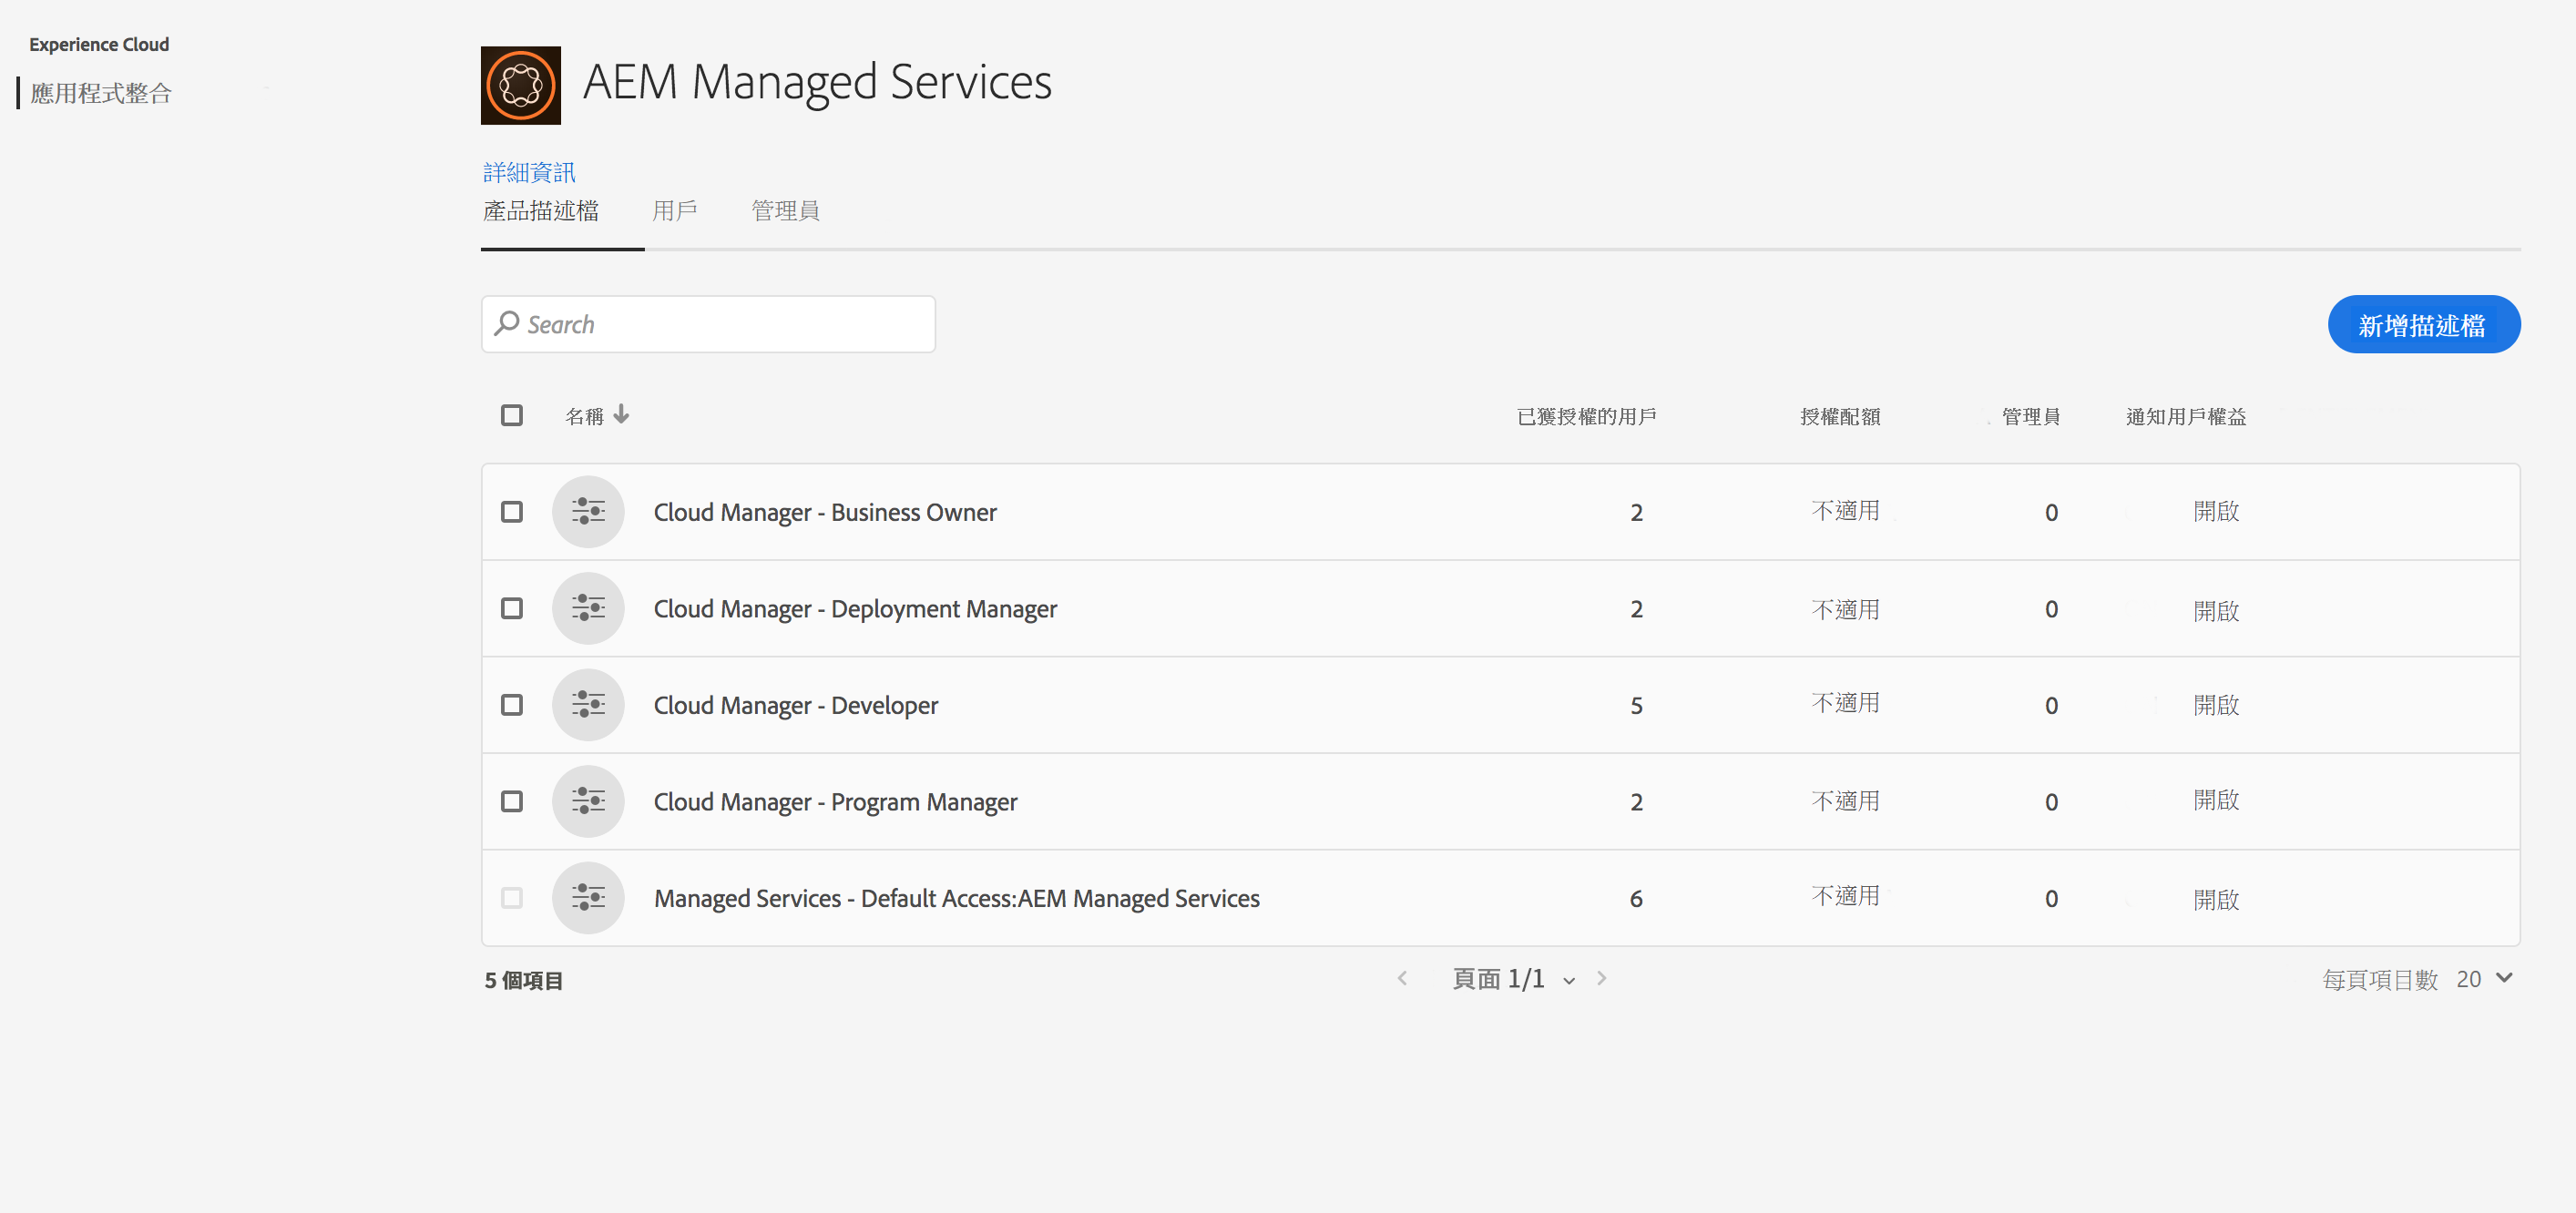 Experience Cloud
應用程式整合
AEM Managed Services
詳細資訊
產品描述檔 用戶 管理員
Search
新增描述檔
名稱 已獲授權的用戶 授權配額 管理員 通知用戶權益
Cloud Manager - Business Owner 2 不適用 0 開啟
Cloud Manager - Deployment Manager 2 不適用 0 開啟
Cloud Manager - Developer 5 不適用 0 開啟
Cloud Manager - Program Manager 2 不適用 0 開啟
Managed Services - Default Access:AEM Managed Services 6 不適用 0 開啟
5 個項目 頁面 1/1 每頁項目數 20